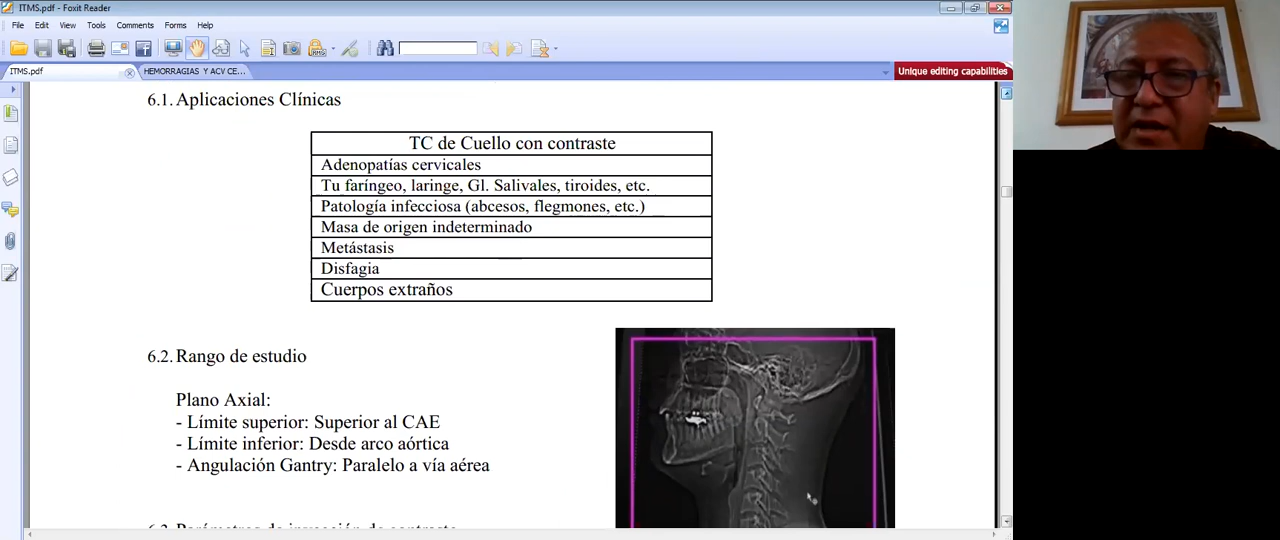 ITMS.pdf - Foxit Reader
File Edit View Tools Comments Forms Help
ITMS.pdf HEMORRAGIAS Y ACV CE... Unique editing capabilities
6.1. Aplicaciones Clínicas
TC de Cuello con contraste
Adenopatías cervicales
Tu faríngeo, laringe, Gl. Salivales, tiroides, etc.
Patología infecciosa (abcesos, flegmones, etc.)
Masa de origen indeterminado
Metástasis
Disfagia
Cuerpos extraños
6.2. Rango de estudio
Plano Axial:
- Límite superior: Superior al CAE
- Límite inferior: Desde arco aórtica
- Angulación Gantry: Paralelo a vía aérea